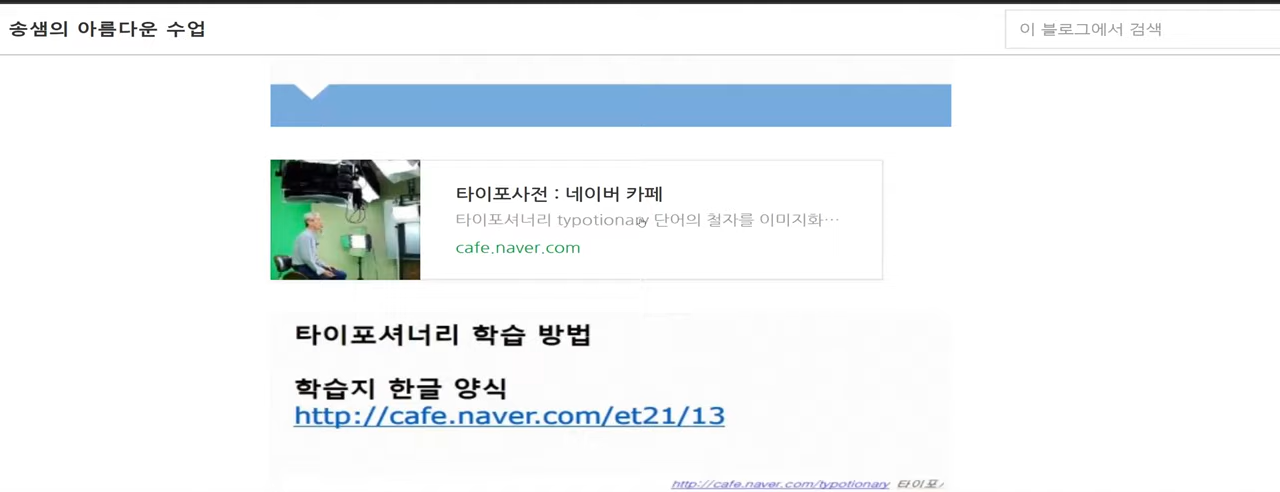 송샘의 아름다운 수업
이 블로그에서 검색
타이포사전 : 네이버 카페
타이포셔너리 typotionary 단어의 철자를 이미지화…
cafe.naver.com
타이포셔너리 학습 방법
학습지 한글 양식
http://cafe.naver.com/et21/13
http://cafe.naver.com/typotionary 타이포